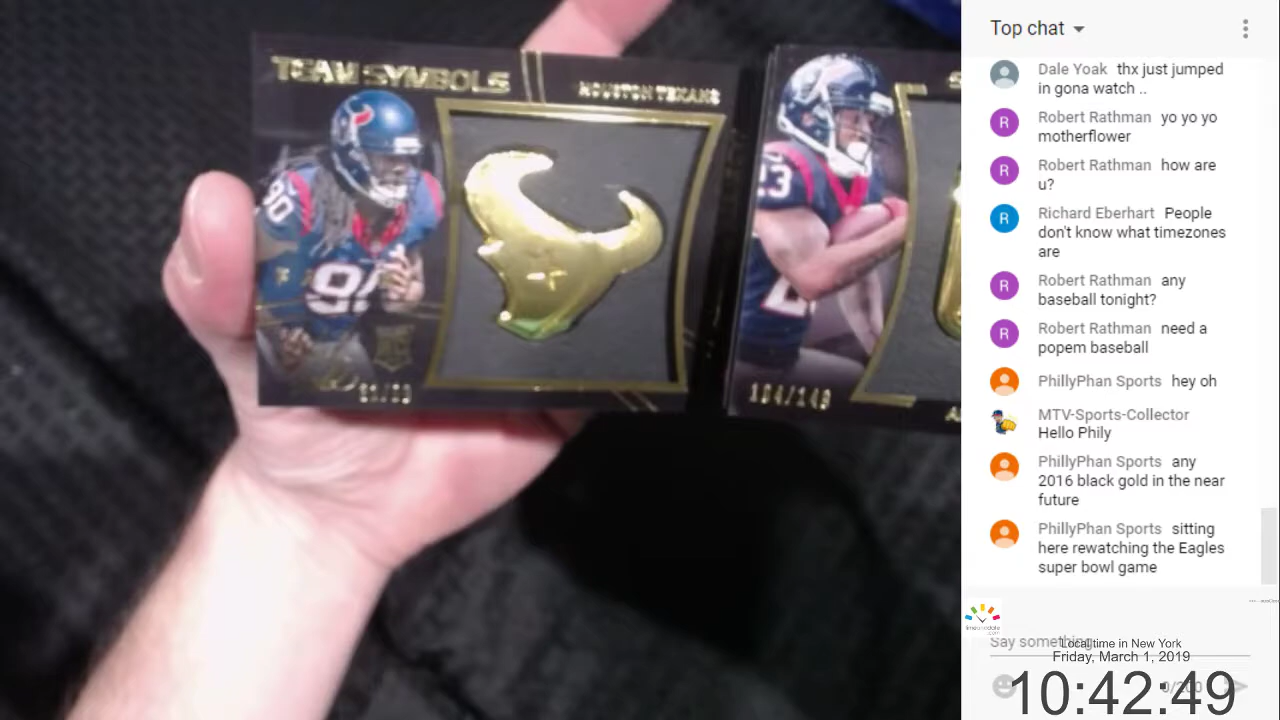 TEAM SYMBOLS
HOUSTON TEXANS
90
90
23
104/149
Top chat
Dale Yoak thx just jumped
in gona watch ..
R Robert Rathman yo yo yo
motherflower
R Robert Rathman how are
u?
R Richard Eberhart People
don't know what timezones
are
R Robert Rathman any
baseball tonight?
R Robert Rathman need a
popem baseball
PhillyPhan Sports hey oh
MTV-Sports-Collector
Hello Phily
PhillyPhan Sports any
2016 black gold in the near
future
PhillyPhan Sports sitting
here rewatching the Eagles
super bowl game
Say something...
Local time in New York
Friday, March 1, 2019
10:42:49